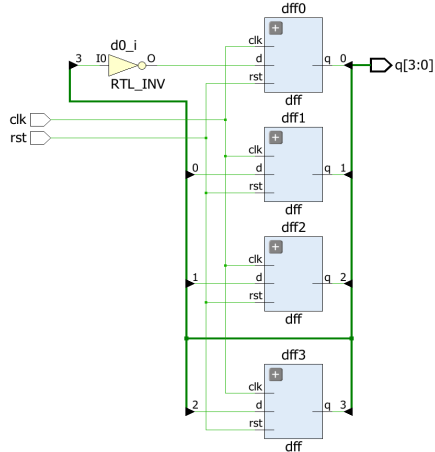 dff0
d0_i
clk
3 I0 O d q 0 q[3:0]
RTL_INV rst
dff
clk
dff1
rst
clk
0 d q 1
rst
dff
dff2
clk
1 d q 2
rst
dff
dff3
clk
2 d q 3
rst
dff